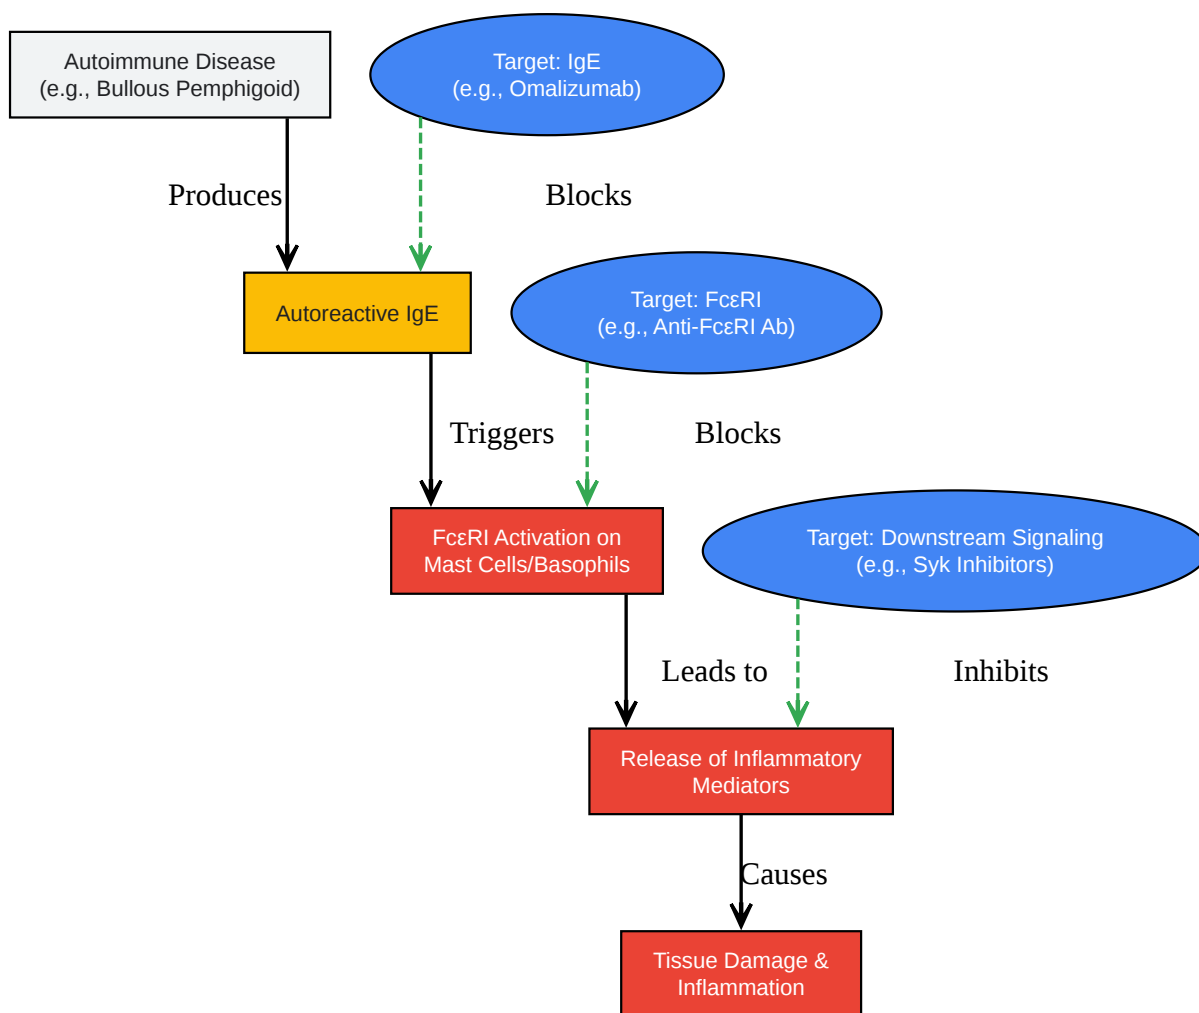 Autoimmune Disease
(e.g., Bullous Pemphigoid)
Target: IgE
(e.g., Omalizumab)
Produces
Blocks
Autoreactive IgE
Target: FcεRI
(e.g., Anti-FcεRI Ab)
Triggers
Blocks
FcεRI Activation on
Mast Cells/Basophils
Target: Downstream Signaling
(e.g., Syk Inhibitors)
Leads to
Inhibits
Release of Inflammatory
Mediators
Causes
Tissue Damage &
Inflammation